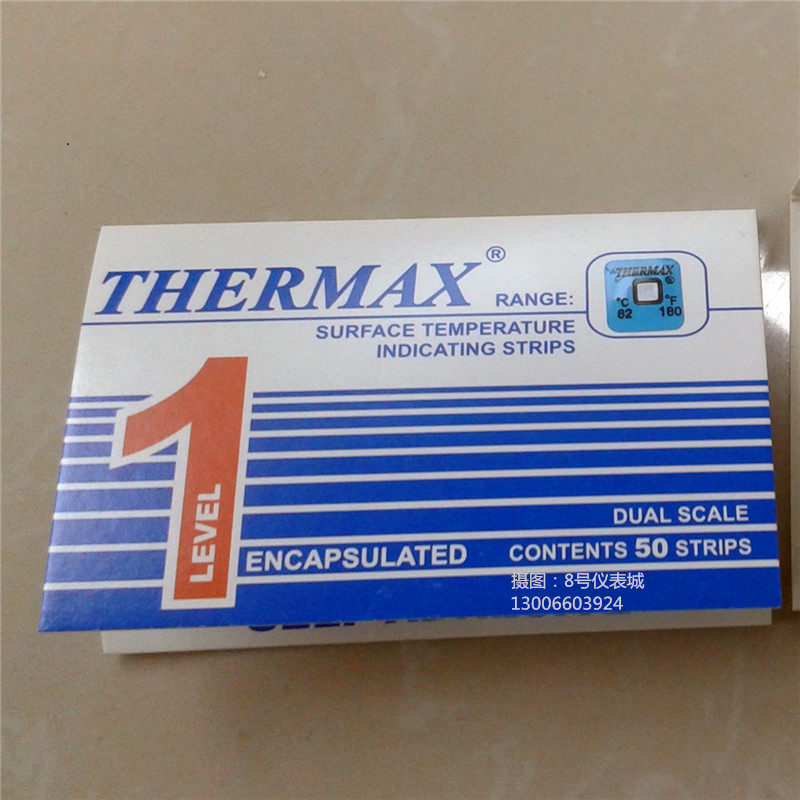 THERMAX®
RANGE:
THERMAX
®
°C °F
82 180
SURFACE TEMPERATURE
INDICATING STRIPS
1
LEVEL
ENCAPSULATED
DUAL SCALE
CONTENTS 50 STRIPS
摄图：8号仪表城
13006603924